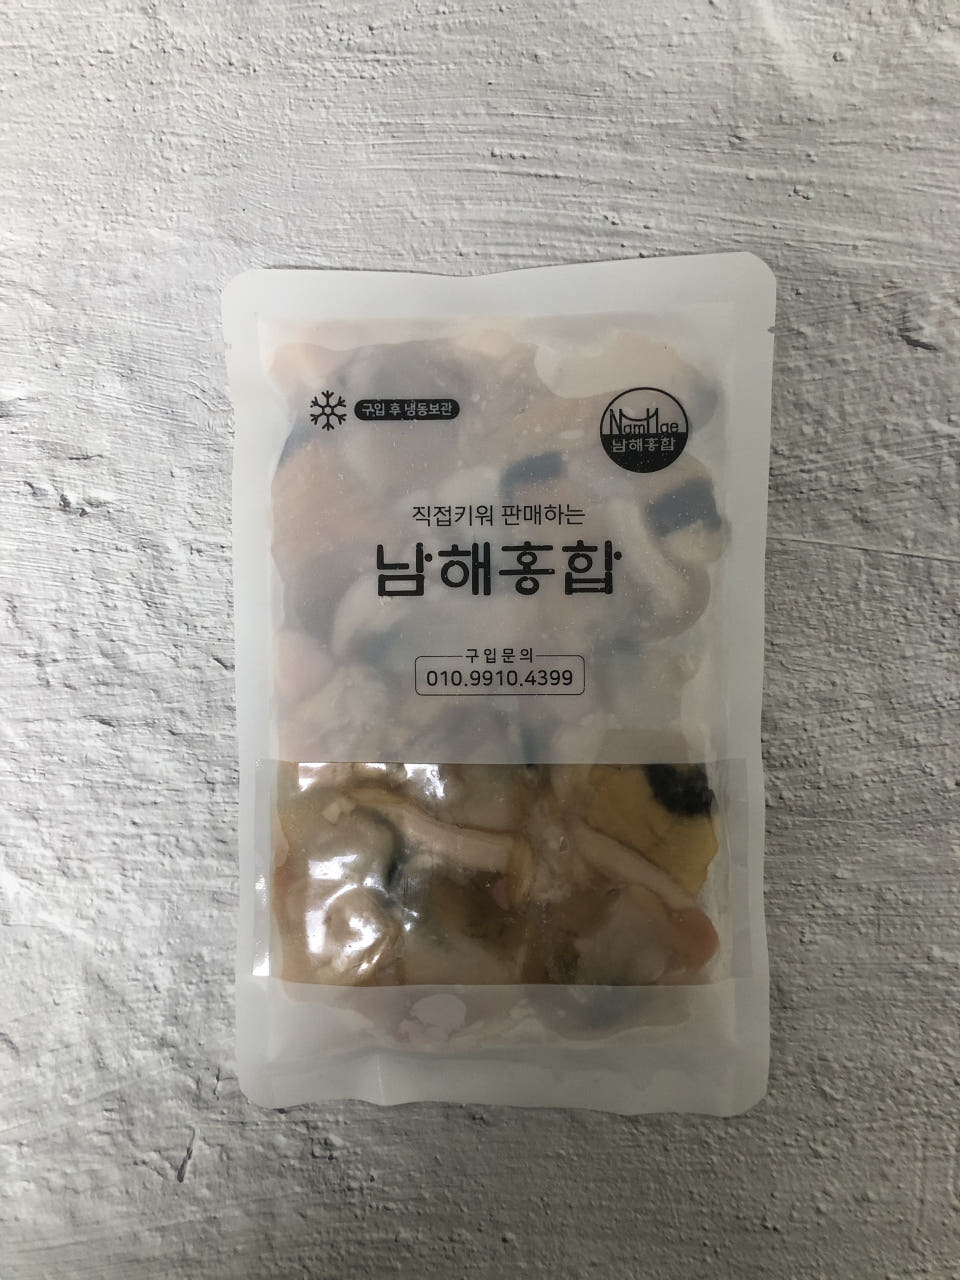 구입 후 냉동보관
NamHae
남해홍합
직접키워 판매하는
남해홍합
구입문의
010.9910.4399